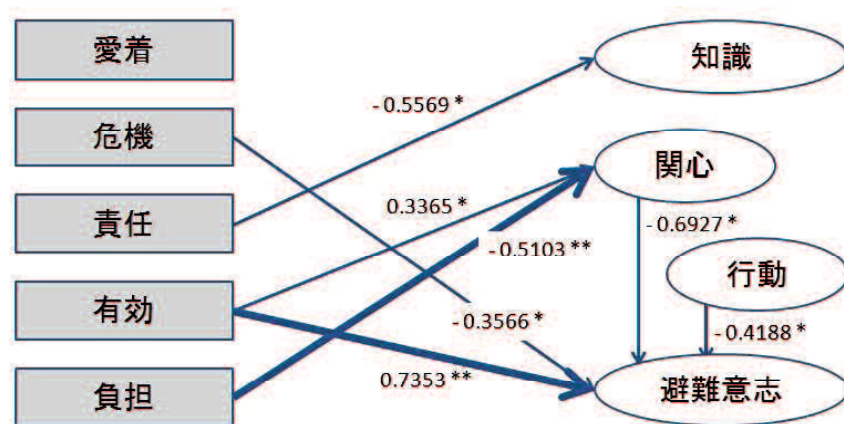 愛着
危機
責任
有効
負担
知識
関心
行動
避難意志
- 0.5569 *
0.3365 *
- 0.5103 **
- 0.6927 *
- 0.3566 *
- 0.4188 *
0.7353 **